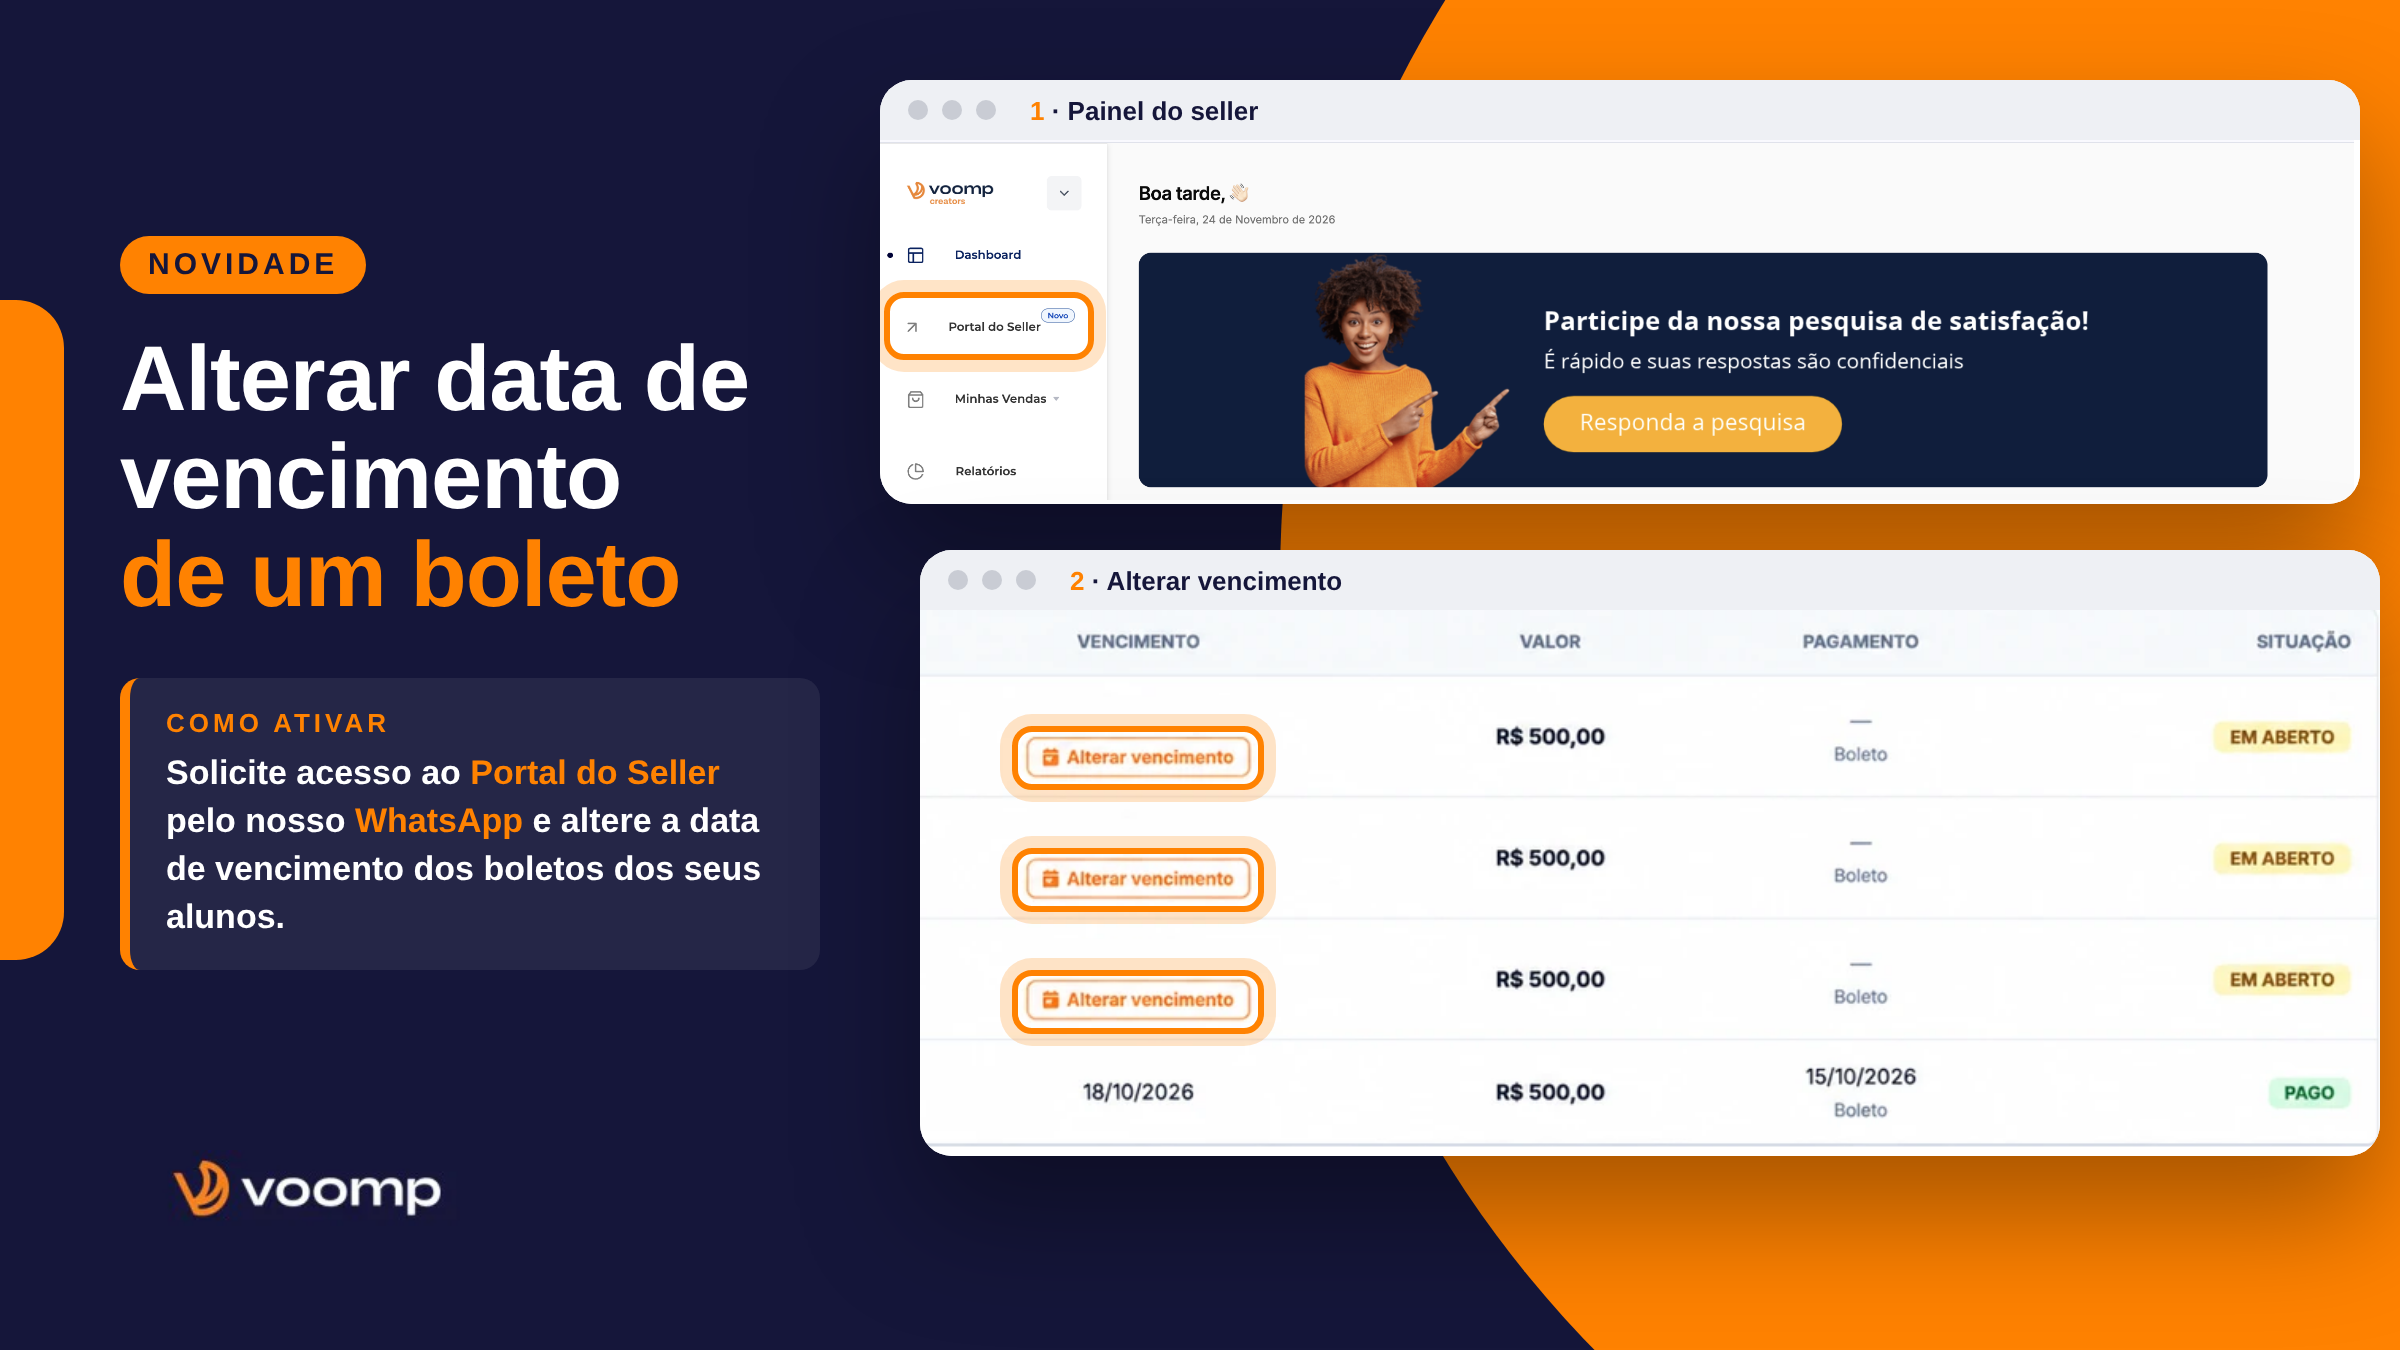 NOVIDADE
Alterar data de
vencimento
de um boleto
COMO ATIVAR
Solicite acesso ao Portal do Seller
pelo nosso WhatsApp e altere a data
de vencimento dos boletos dos seus
alunos.
voomp
1 · Painel do seller
voomp
creators
Dashboard
Portal do Seller
Novo
Minhas Vendas
Relatórios
Boa tarde, 👋🏻
Terça-feira, 24 de Novembro de 2026
Participe da nossa pesquisa de satisfação!
É rápido e suas respostas são confidenciais
Responda a pesquisa
2 · Alterar vencimento
VENCIMENTO VALOR PAGAMENTO SITUAÇÃO
Alterar vencimento R$ 500,00 — Boleto EM ABERTO
Alterar vencimento R$ 500,00 — Boleto EM ABERTO
Alterar vencimento R$ 500,00 — Boleto EM ABERTO
18/10/2026 R$ 500,00 15/10/2026 Boleto PAGO